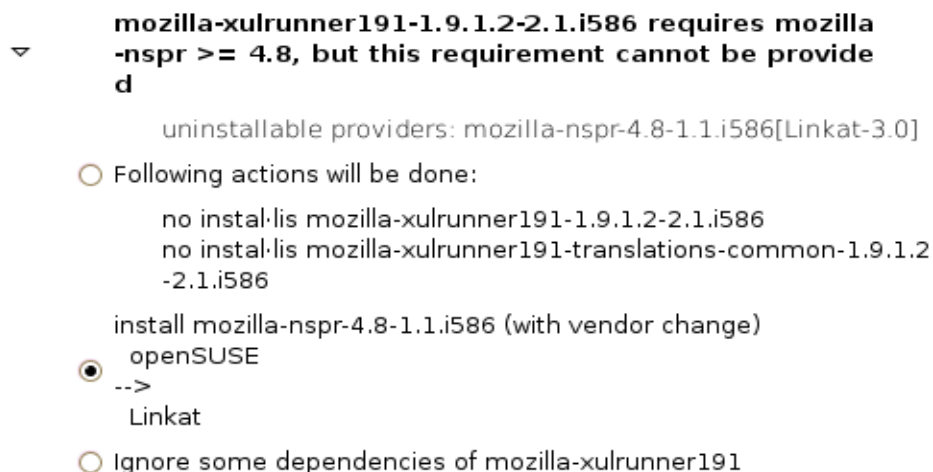 mozilla-xulrunner191-1.9.1.2-2.1.i586 requires mozilla
-nspr >= 4.8, but this requirement cannot be provide
d
uninstallable providers: mozilla-nspr-4.8-1.1.i586[Linkat-3.0]
Following actions will be done:
no instal·lis mozilla-xulrunner191-1.9.1.2-2.1.i586
no instal·lis mozilla-xulrunner191-translations-common-1.9.1.2
-2.1.i586
install mozilla-nspr-4.8-1.1.i586 (with vendor change)
openSUSE
-->
Linkat
Ignore some dependencies of mozilla-xulrunner191